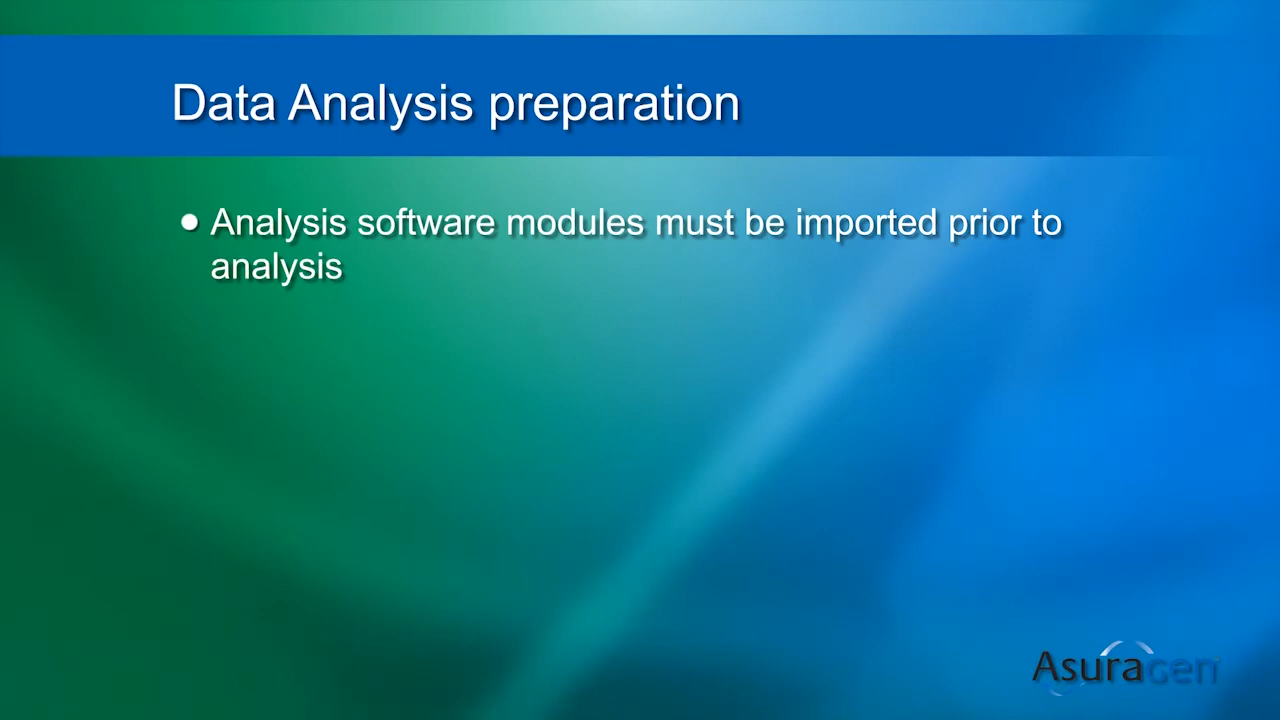 Data Analysis preparation
● Analysis software modules must be imported prior to
analysis
Asuragen